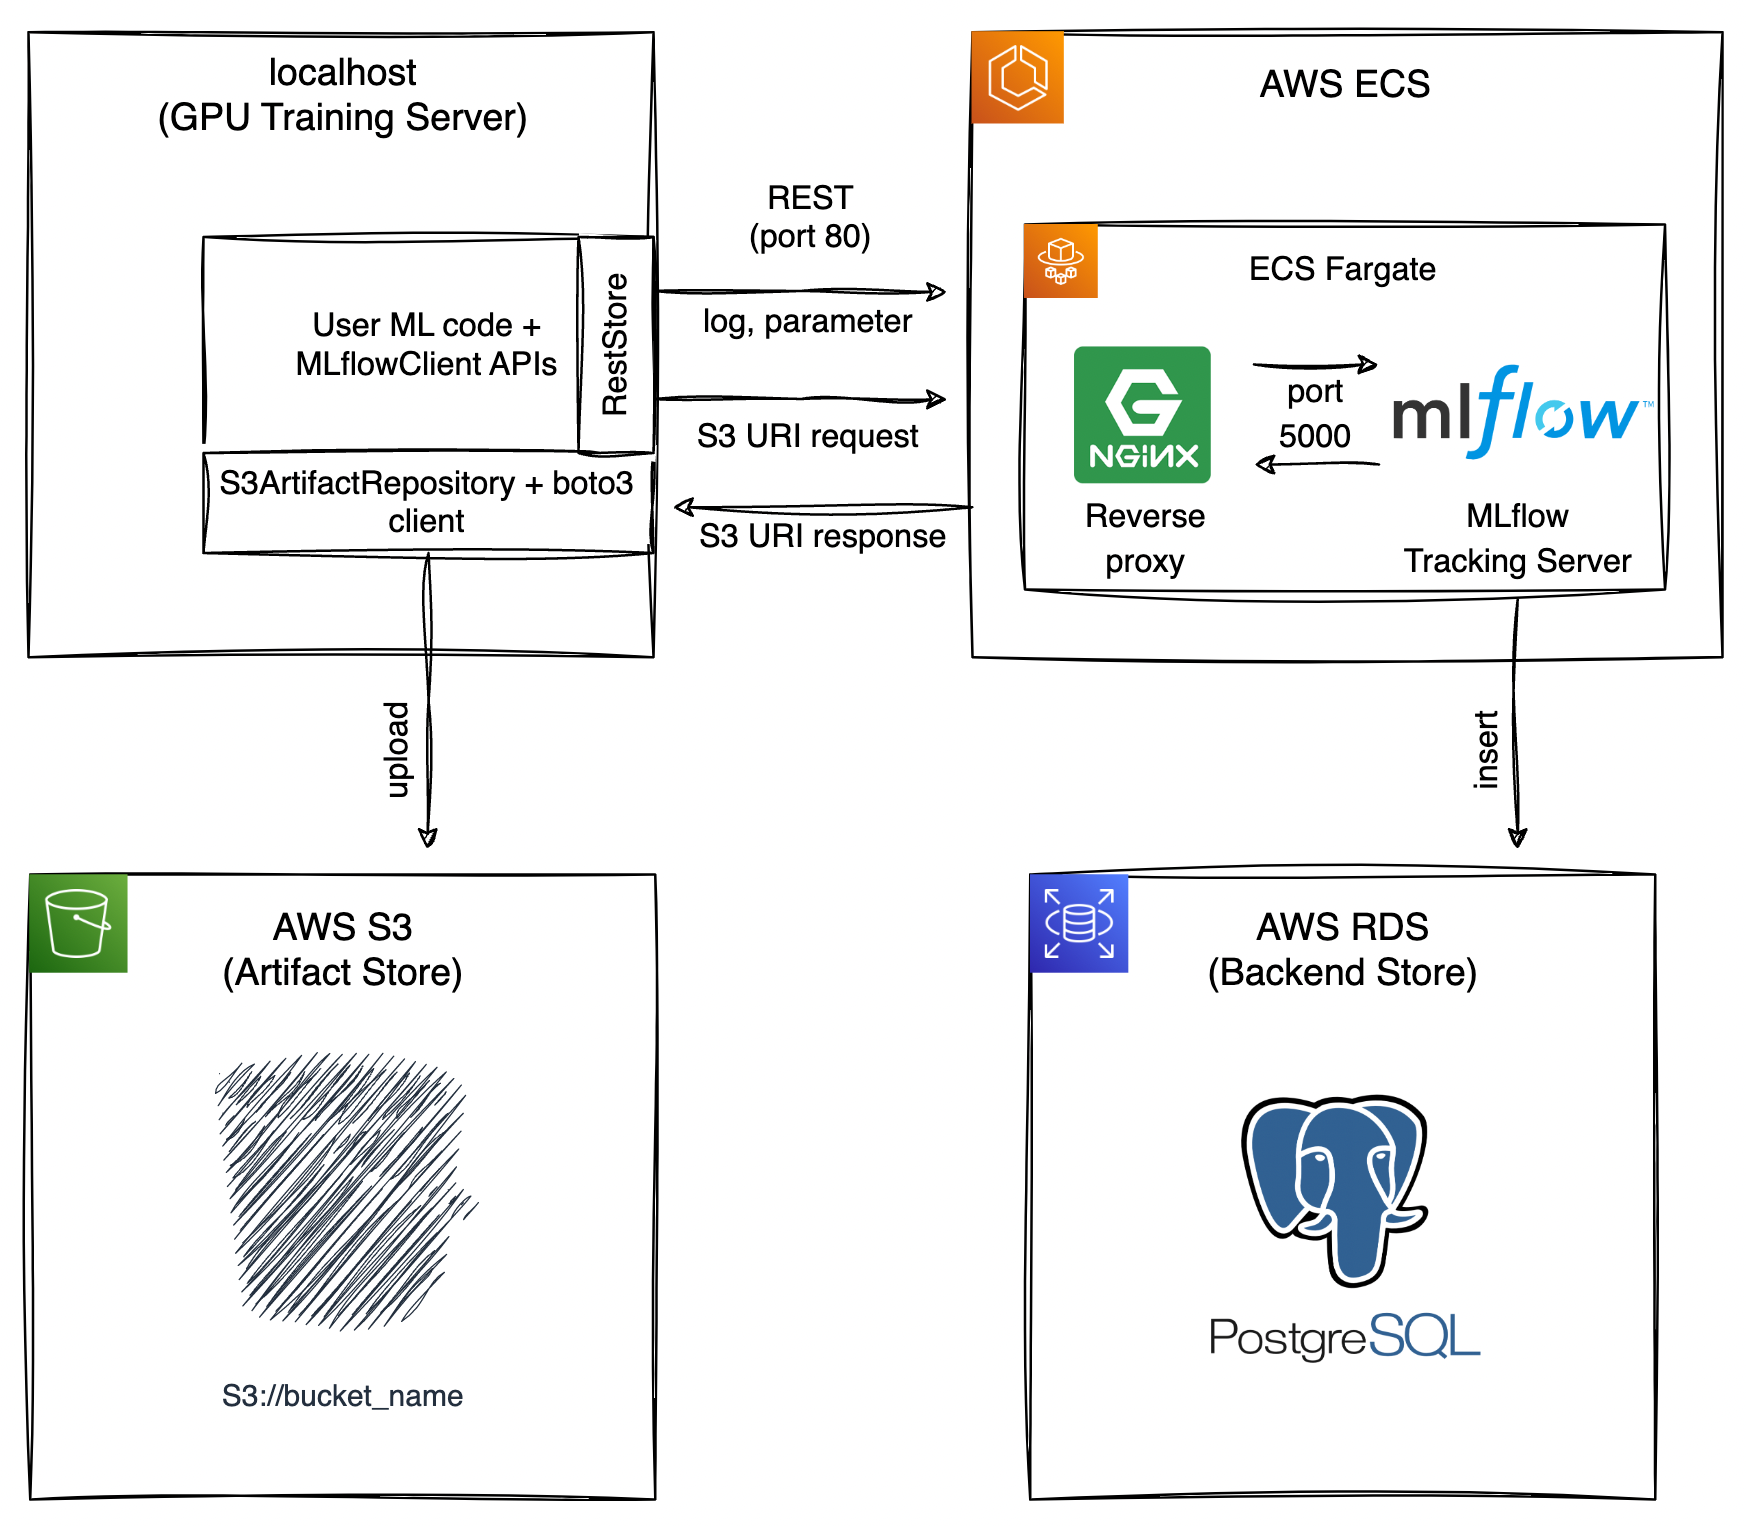 localhost
(GPU Training Server)
User ML code +
MLflowClient APIs
RestStore
S3ArtifactRepository + boto3
client
REST
(port 80)
log, parameter
S3 URI request
S3 URI response
AWS ECS
ECS Fargate
NGINX
Reverse
proxy
port
5000
mlflow™
MLflow
Tracking Server
upload
insert
AWS S3
(Artifact Store)
S3://bucket_name
AWS RDS
(Backend Store)
PostgreSQL